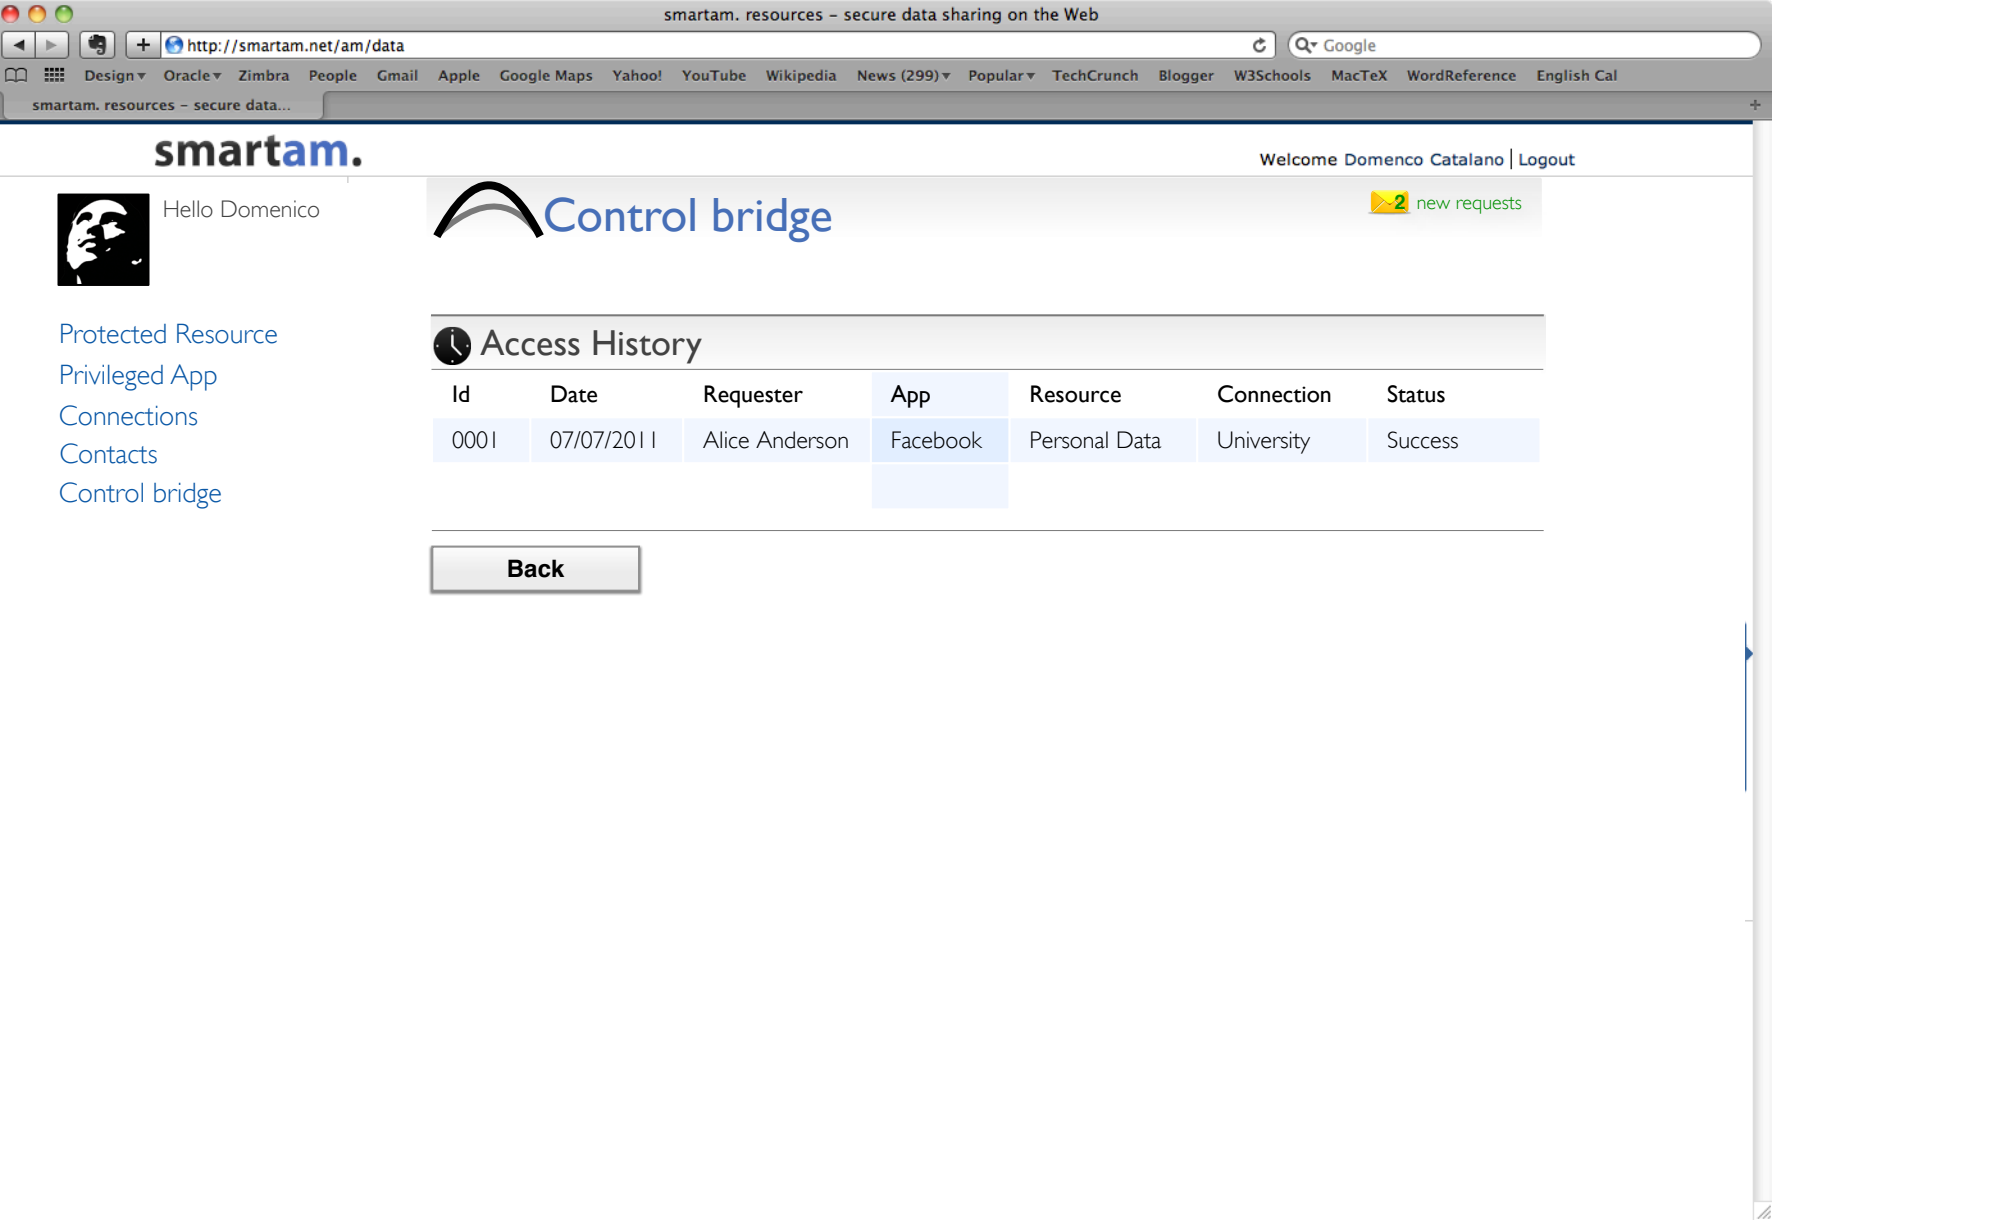 smartam. resources – secure data sharing on the Web
http://smartam.net/am/data
Google
Design Oracle Zimbra People Gmail Apple Google Maps Yahoo! YouTube Wikipedia News (299) Popular TechCrunch Blogger W3Schools MacTeX WordReference English Cal
smartam. resources – secure data...
smartam.
Welcome Domenco Catalano | Logout
Hello Domenico
Control bridge
2 new requests
Protected Resource
Privileged App
Connections
Contacts
Control bridge
Access History
Id Date Requester App Resource Connection Status
0001 07/07/2011 Alice Anderson Facebook Personal Data University Success
Back